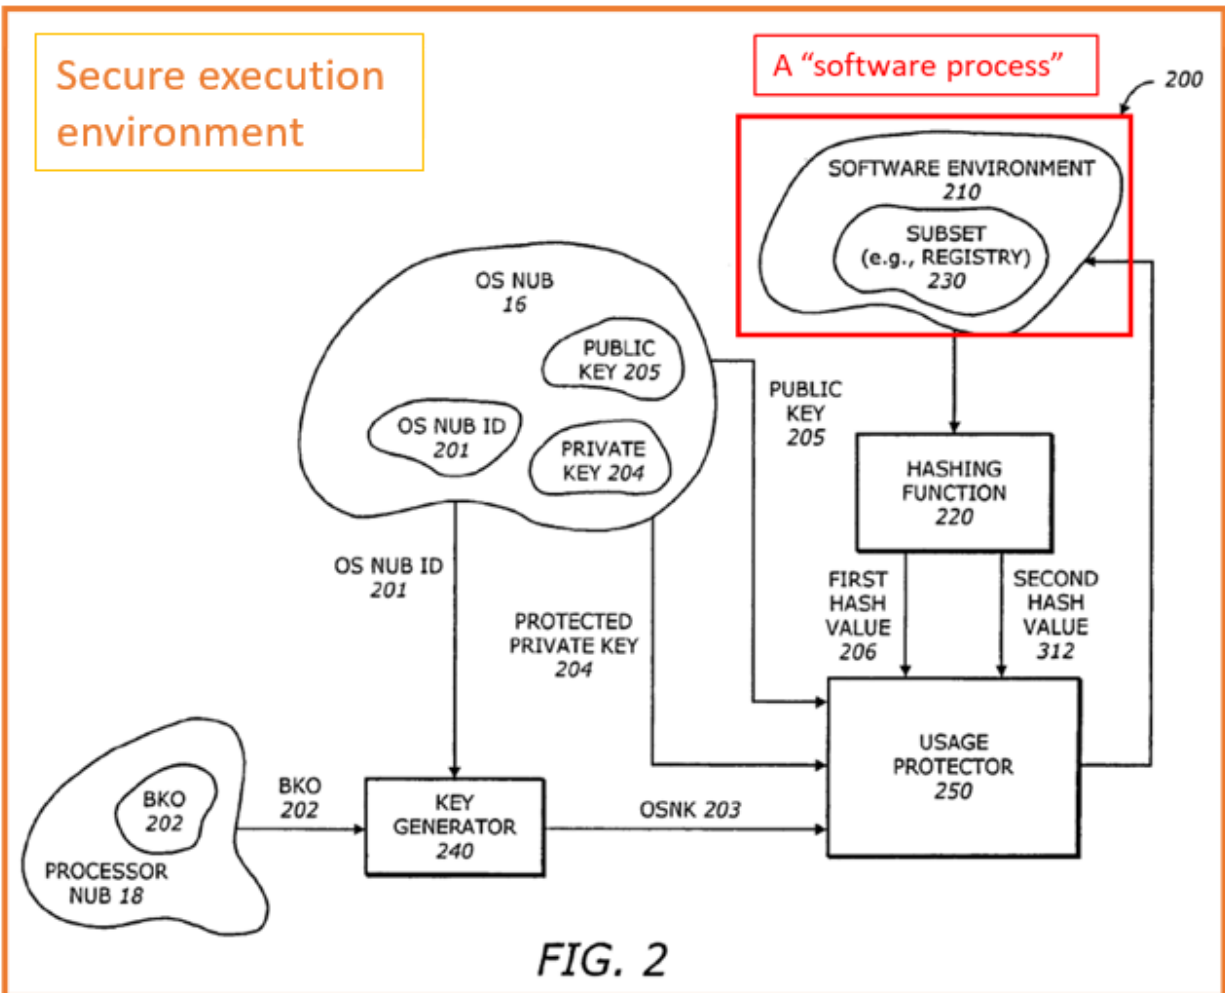 Secure execution
environment
A “software process”
200
SOFTWARE ENVIRONMENT
210
SUBSET
(e.g., REGISTRY)
230
OS NUB
16
PUBLIC
KEY 205
OS NUB ID
201
PRIVATE
KEY 204
PUBLIC
KEY
205
HASHING
FUNCTION
220
OS NUB ID
201
PROTECTED
PRIVATE KEY
204
FIRST
HASH
VALUE
206
SECOND
HASH
VALUE
312
USAGE
PROTECTOR
250
BKO
202
PROCESSOR
NUB 18
BKO
202
KEY
GENERATOR
240
OSNK 203
FIG. 2